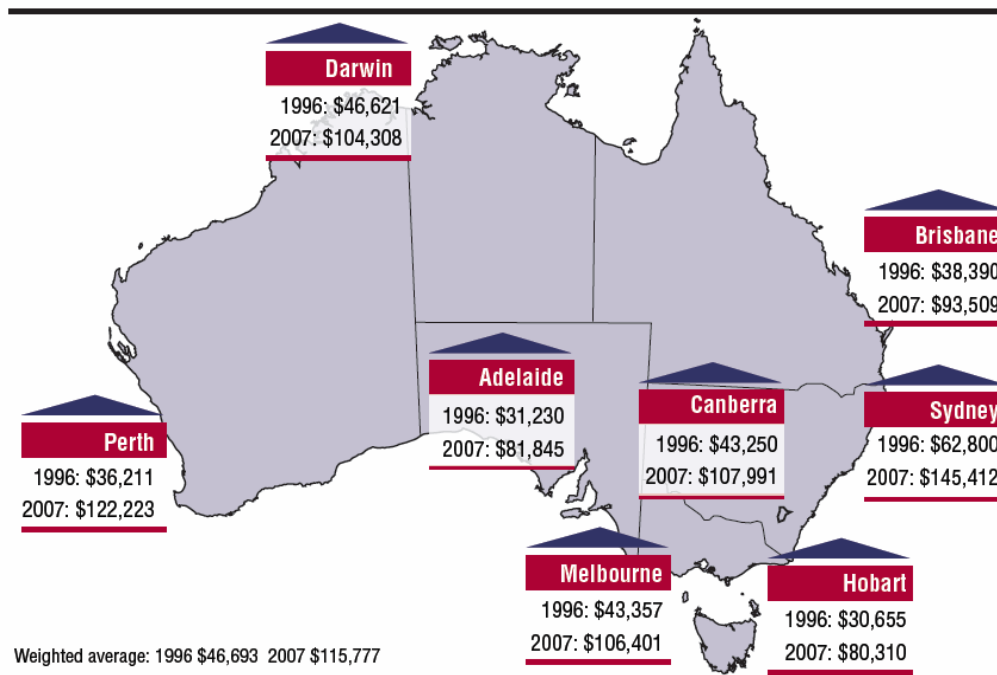 Darwin
1996: $46,621
2007: $104,308
Brisbane
1996: $38,390
2007: $93,509
Adelaide
1996: $31,230
2007: $81,845
Canberra
1996: $43,250
2007: $107,991
Sydney
1996: $62,800
2007: $145,412
Perth
1996: $36,211
2007: $122,223
Melbourne
1996: $43,357
2007: $106,401
Hobart
1996: $30,655
2007: $80,310
Weighted average: 1996 $46,693 2007 $115,777